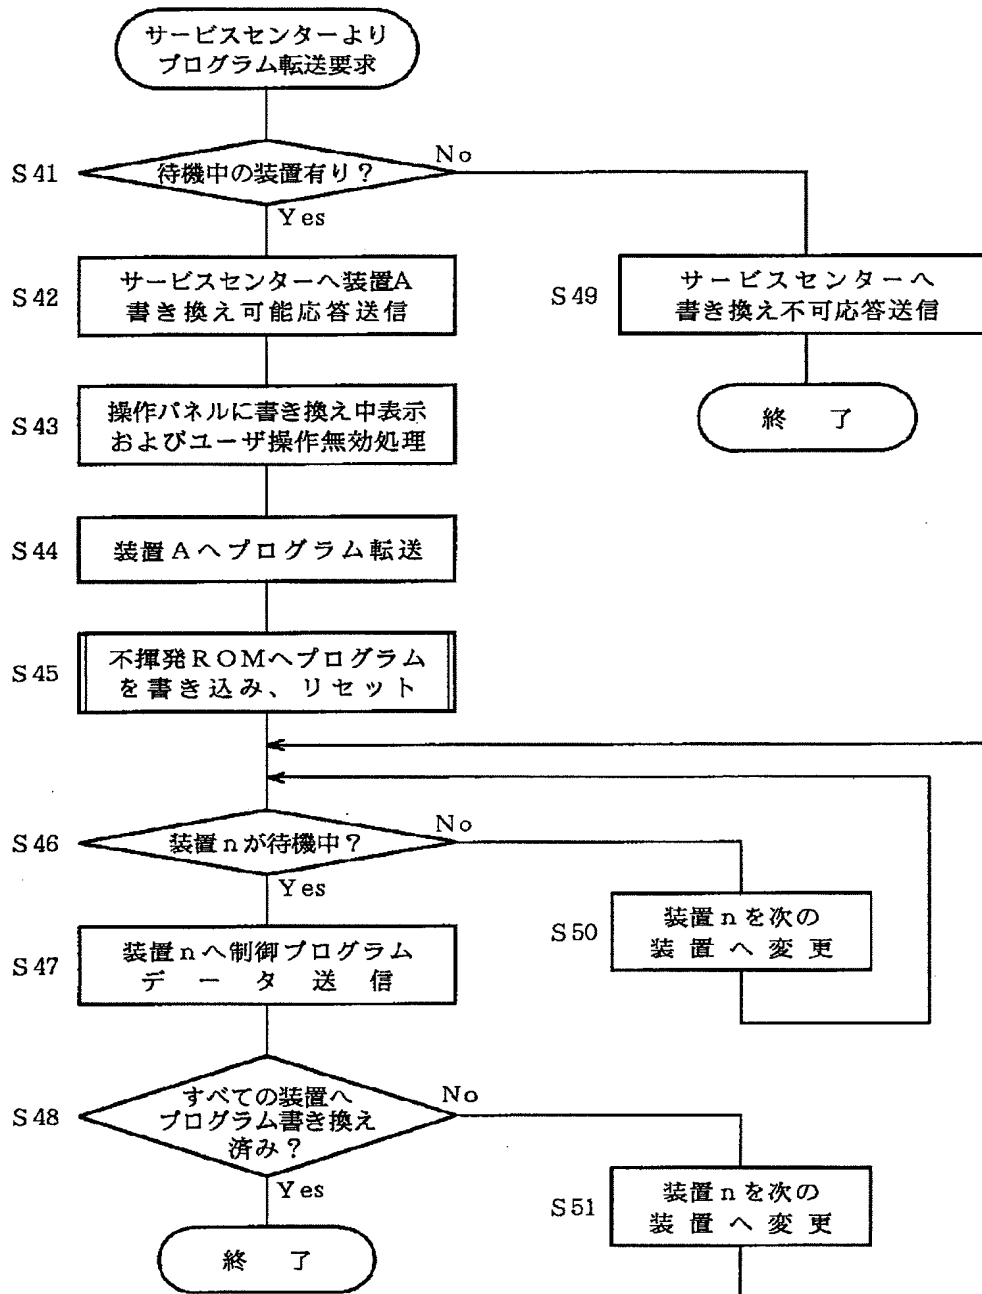 サービスセンターより
プログラム転送要求
S41
待機中の装置有り？
No
Yes
S42
サービスセンターへ装置A
書き換え可能応答送信
S49
サービスセンターへ
書き換え不可応答送信
S43
操作パネルに書き換え中表示
およびユーザ操作無効処理
終 了
S44
装置Aへプログラム転送
S45
不揮発ROMへプログラム
を書き込み、リセット
S46
装置nが待機中？
No
Yes
S50
装置nを次の
装置へ変更
S47
装置nへ制御プログラム
データ送信
S48
すべての装置へ
プログラム書き換え
済み？
No
Yes
S51
装置nを次の
装置へ変更
終 了